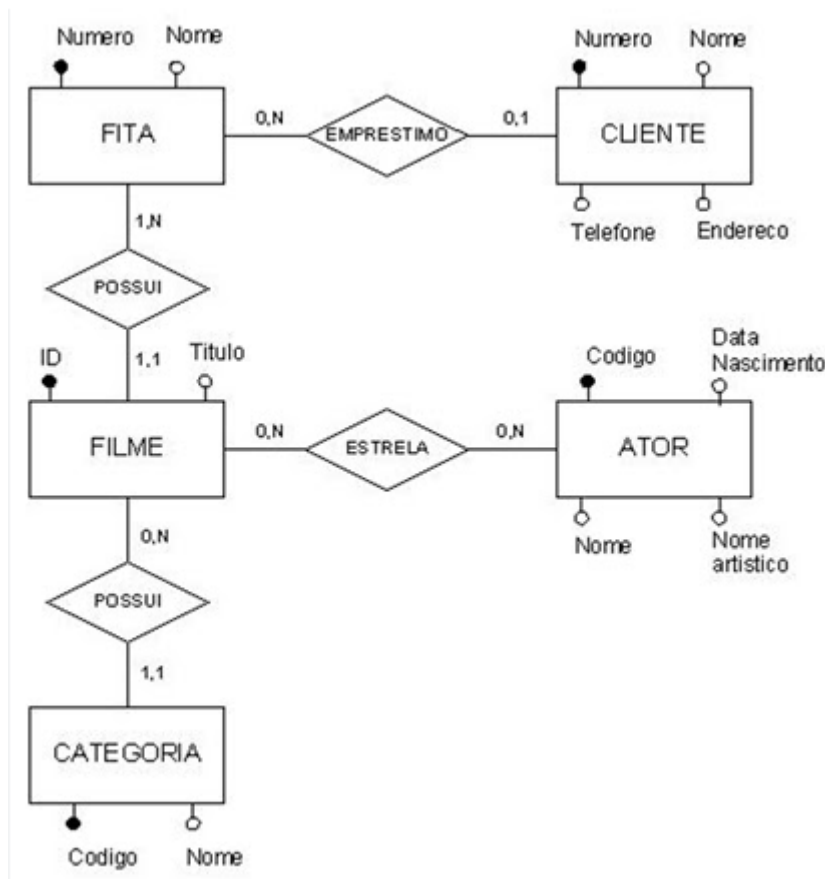 Numero Nome
Numero Nome
FITA
0,N
EMPRESTIMO
0,1
CLIENTE
Telefone Endereco
1,N
POSSUI
1,1
ID
Titulo
Codigo
Data
Nascimento
FILME
0,N
ESTRELA
0,N
ATOR
Nome
Nome
artistico
0,N
POSSUI
1,1
CATEGORIA
Codigo Nome